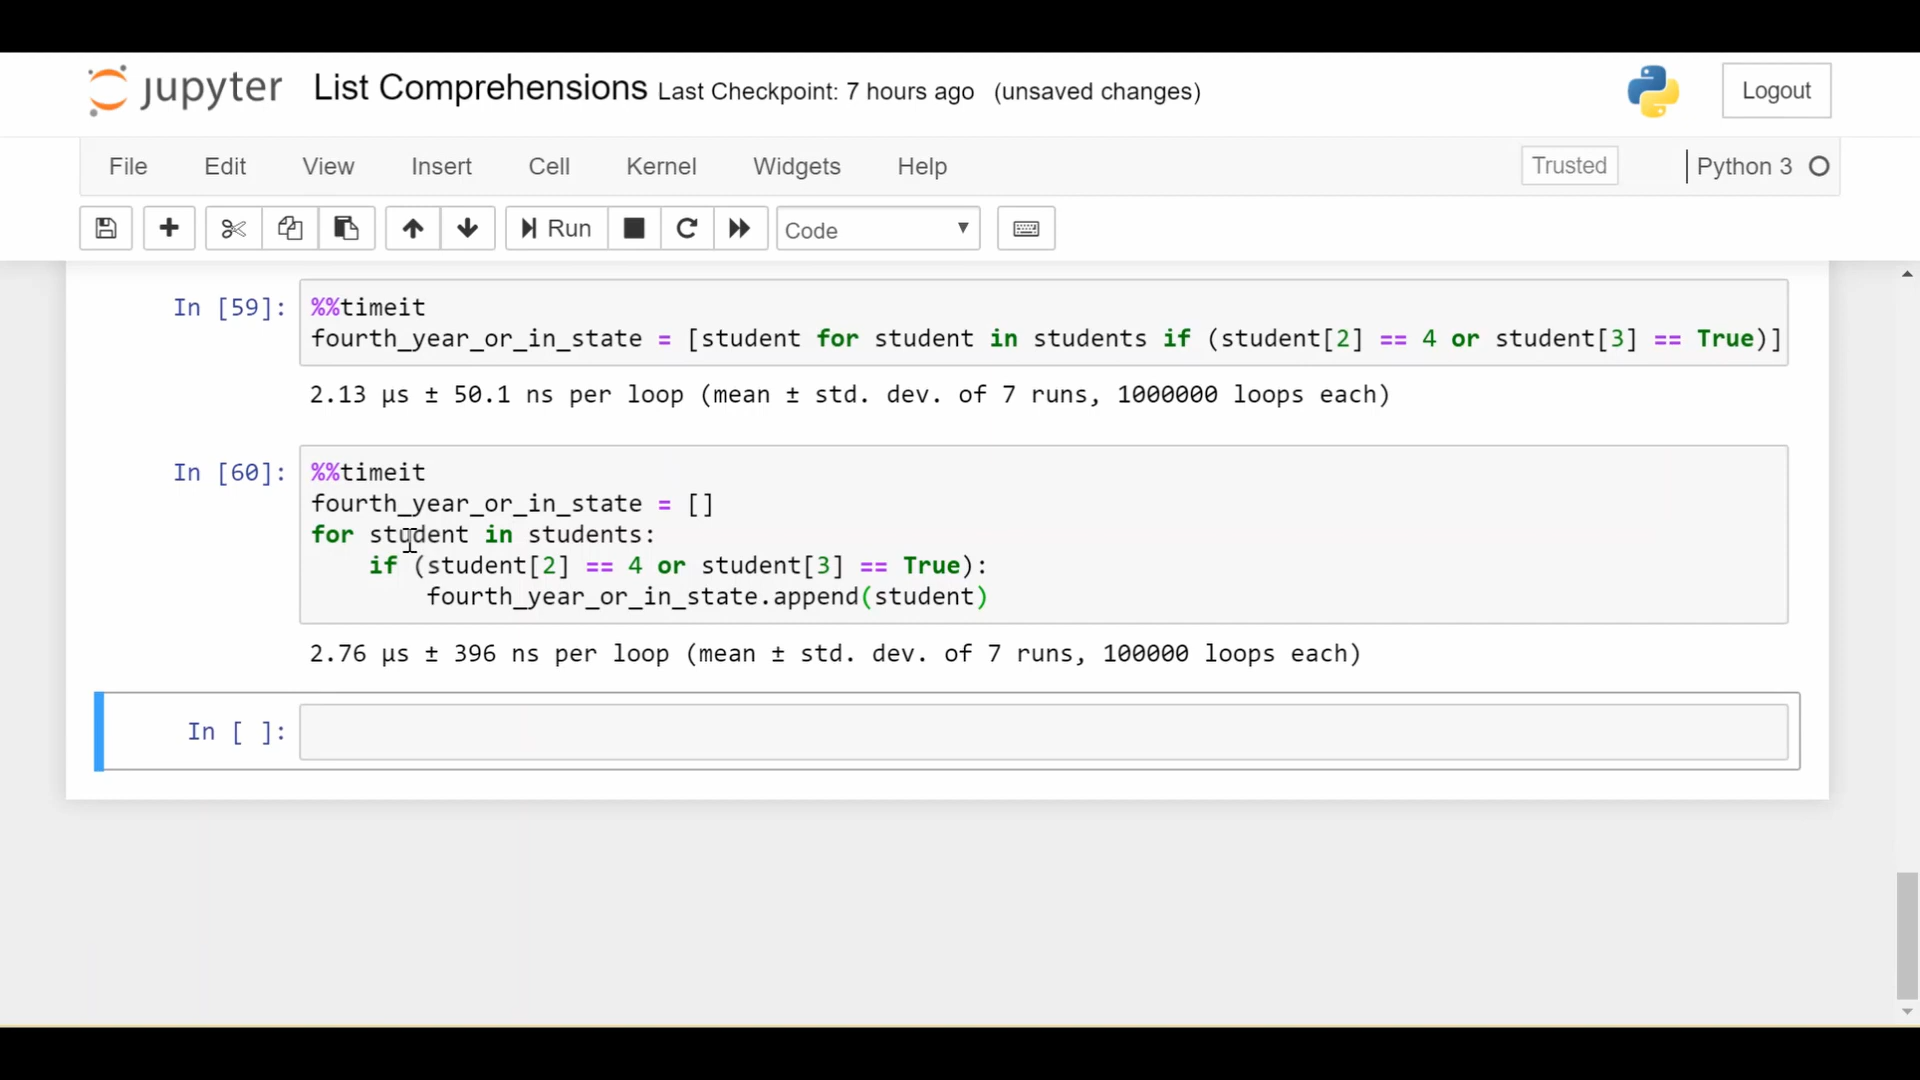 jupyter List Comprehensions Last Checkpoint: 7 hours ago (unsaved changes) Logout
File Edit View Insert Cell Kernel Widgets Help Trusted Python 3
Run Code
In [59]: %%timeit
fourth_year_or_in_state = [student for student in students if (student[2] == 4 or student[3] == True)]
2.13 µs ± 50.1 ns per loop (mean ± std. dev. of 7 runs, 1000000 loops each)
In [60]: %%timeit
fourth_year_or_in_state = []
for student in students:
    if (student[2] == 4 or student[3] == True):
        fourth_year_or_in_state.append(student)
2.76 µs ± 396 ns per loop (mean ± std. dev. of 7 runs, 100000 loops each)
In [ ]: